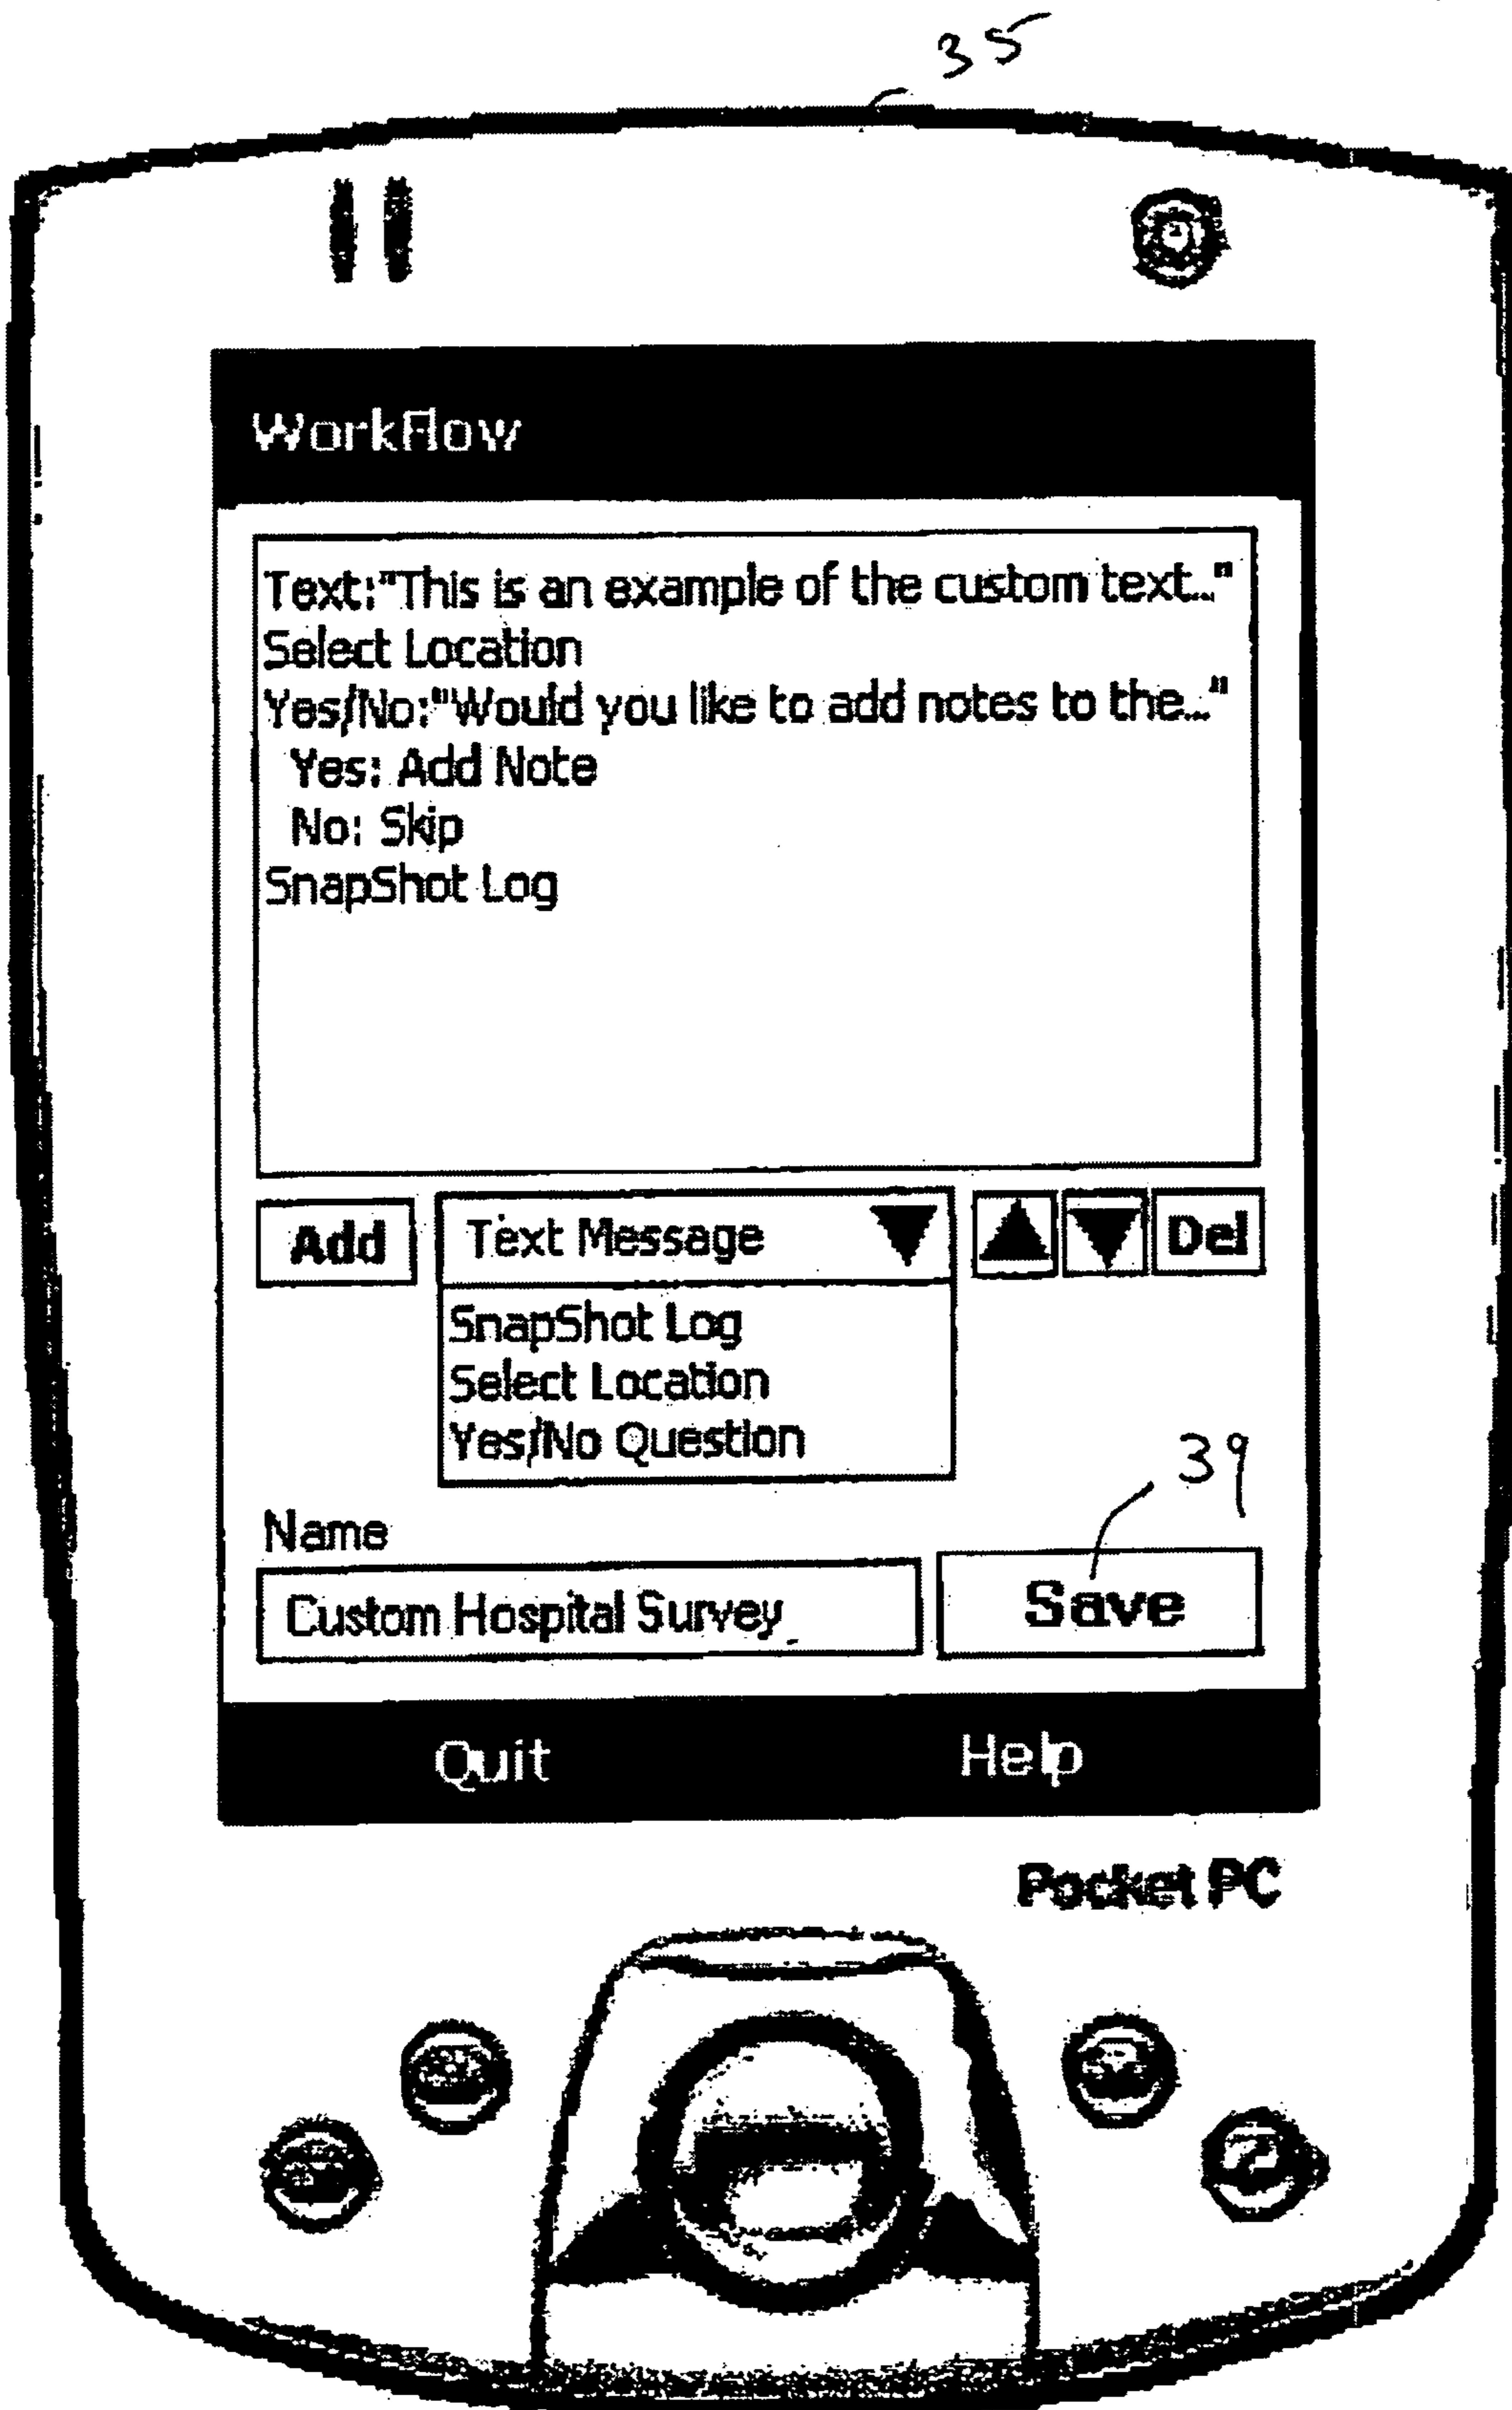 35
WorkFlow
Text:"This is an example of the custom text..."
Select Location
Yes/No:"Would you like to add notes to the..."
Yes: Add Note
No: Skip
SnapShot Log
Add Text Message Del
SnapShot Log
Select Location
Yes/No Question
39
Name
Custom Hospital Survey
Save
Quit Help
Pocket PC